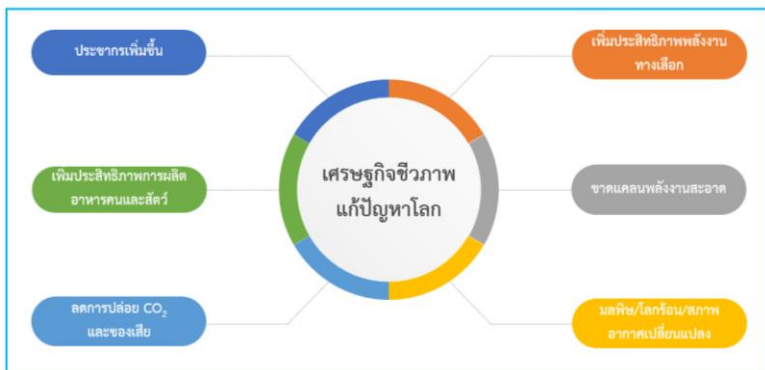 ประชากรเพิ่มขึ้น
เพิ่มประสิทธิภาพพลังงาน
ทางเลือก
เศรษฐกิจชีวภาพ
แก้ปัญหาโลก
เพิ่มประสิทธิภาพการผลิต
อาหารคนและสัตว์
ขาดแคลนพลังงานสะอาด
ลดการปล่อย CO₂
และของเสีย
มลพิษ/โลกร้อน/สภาพ
อากาศเปลี่ยนแปลง